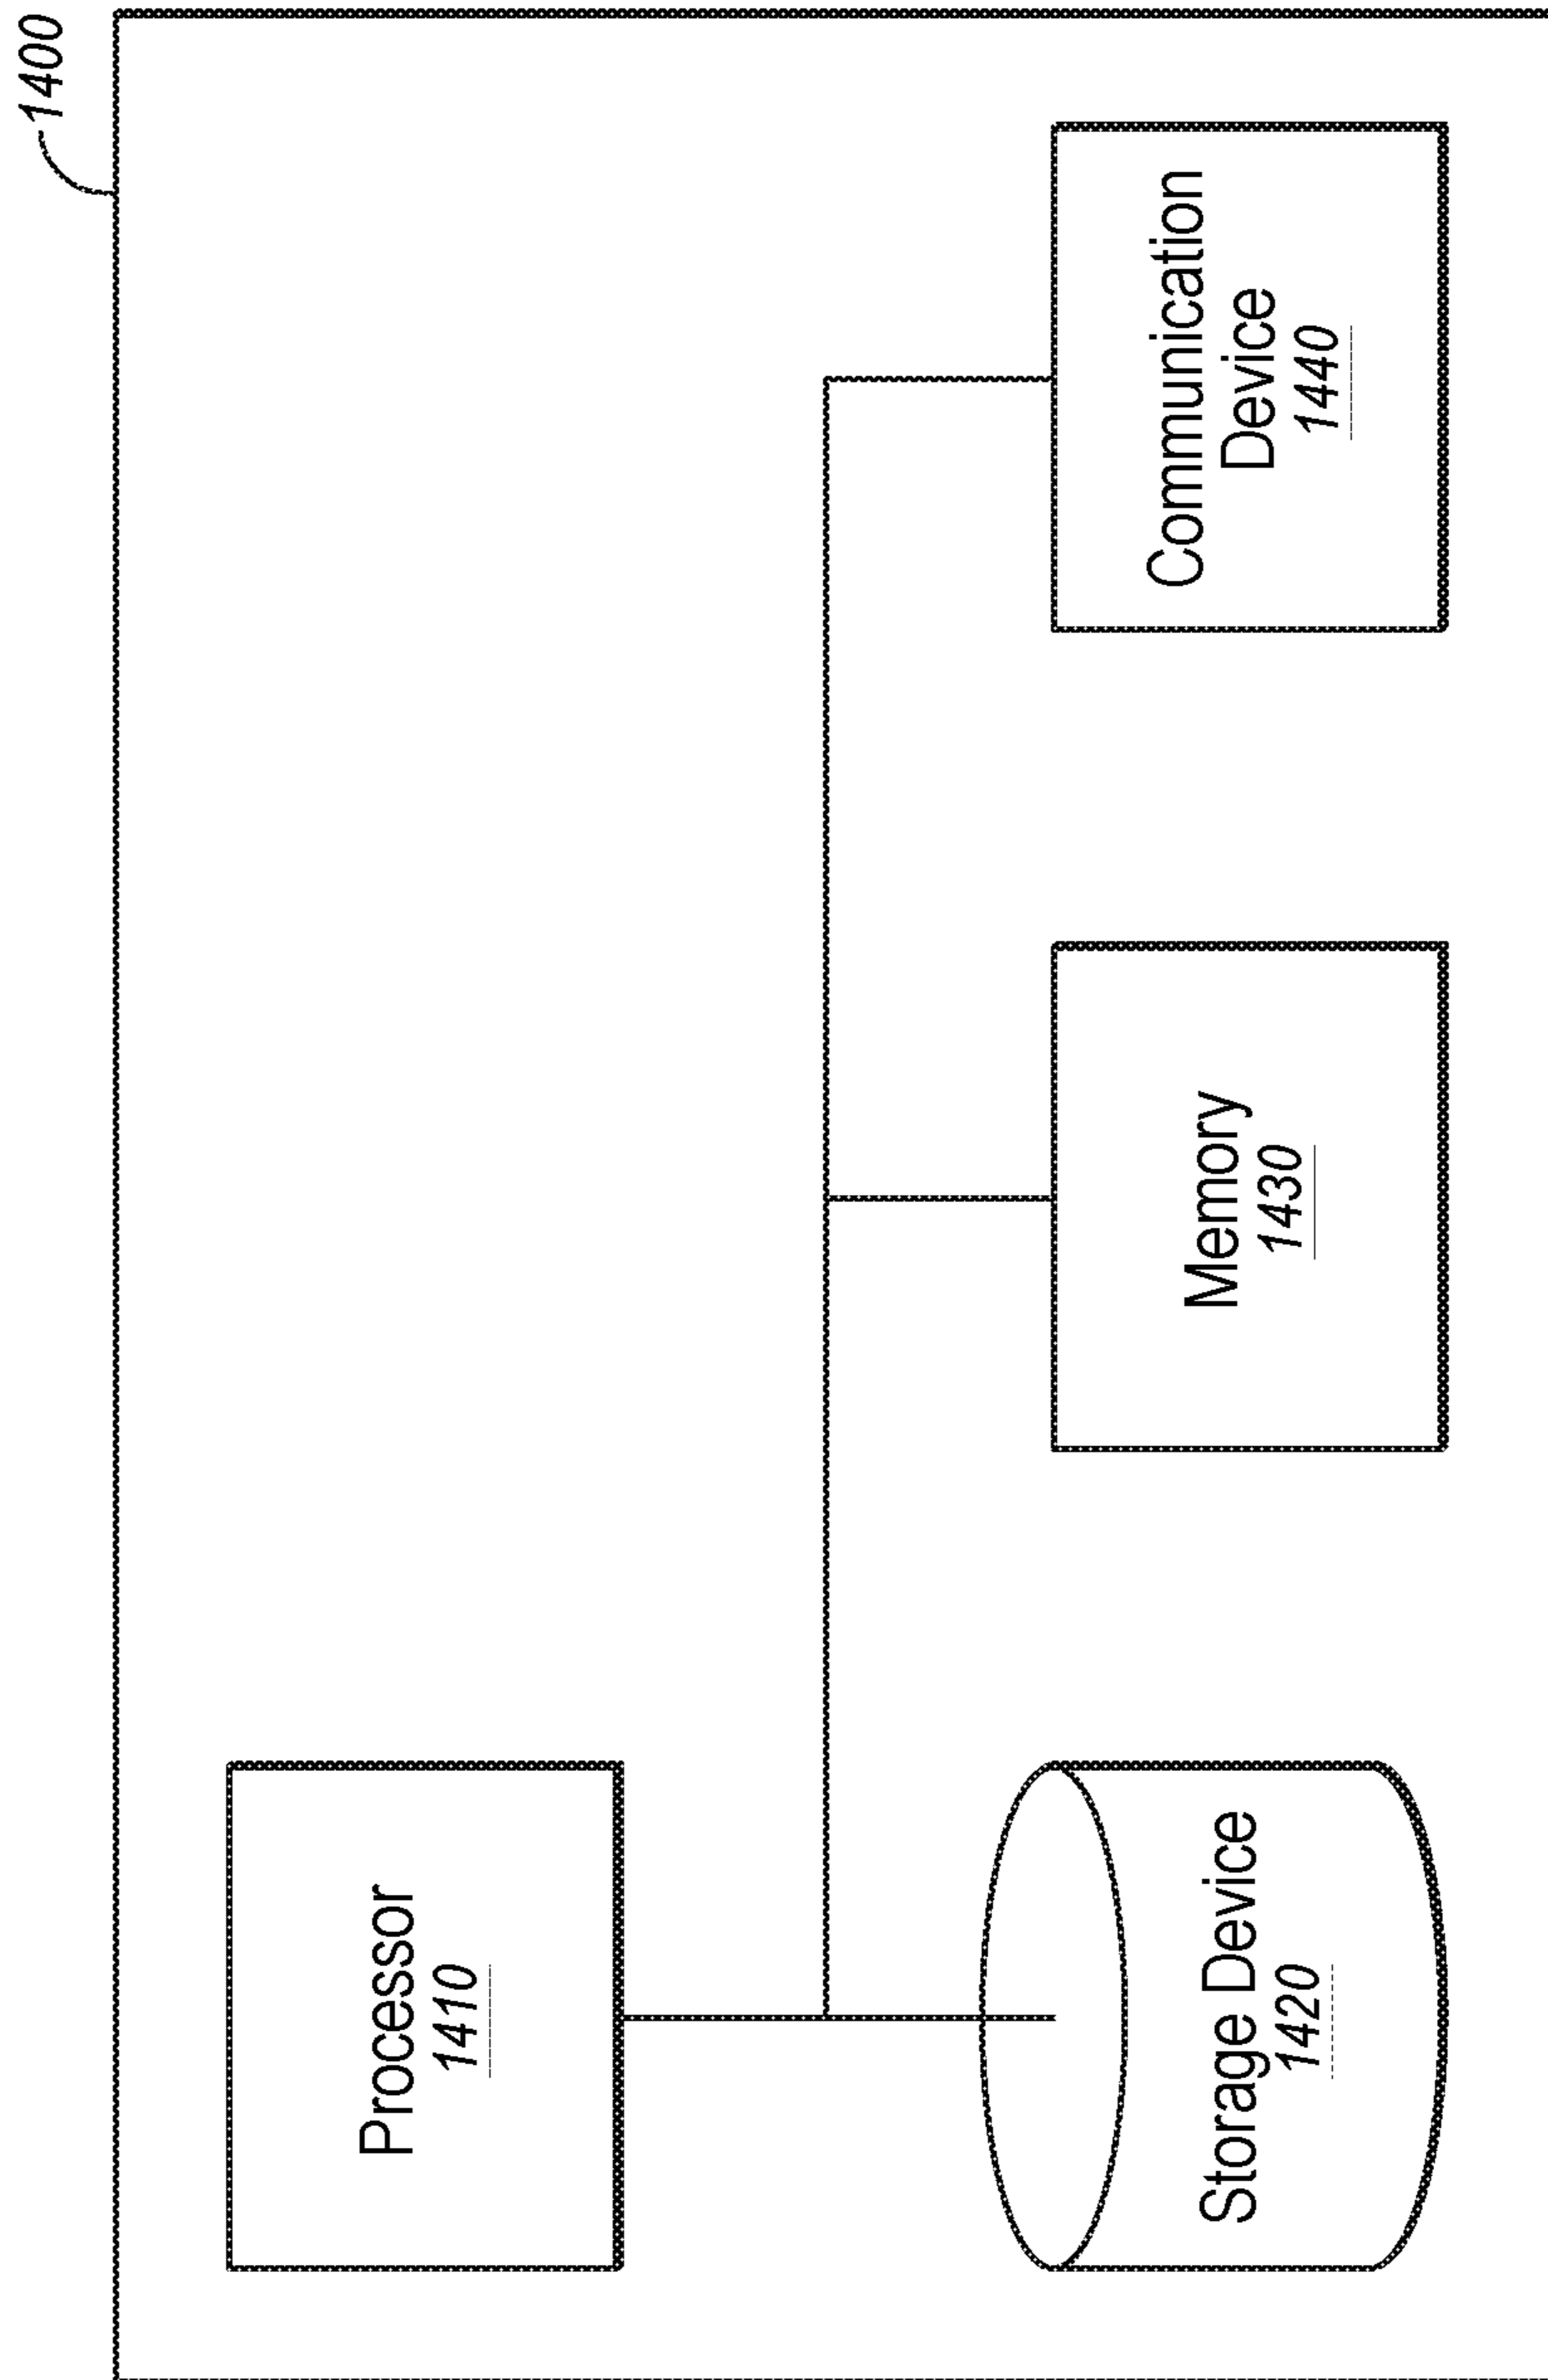 1400
Processor
1410
Storage Device
1420
Memory
1430
Communication
Device
1440